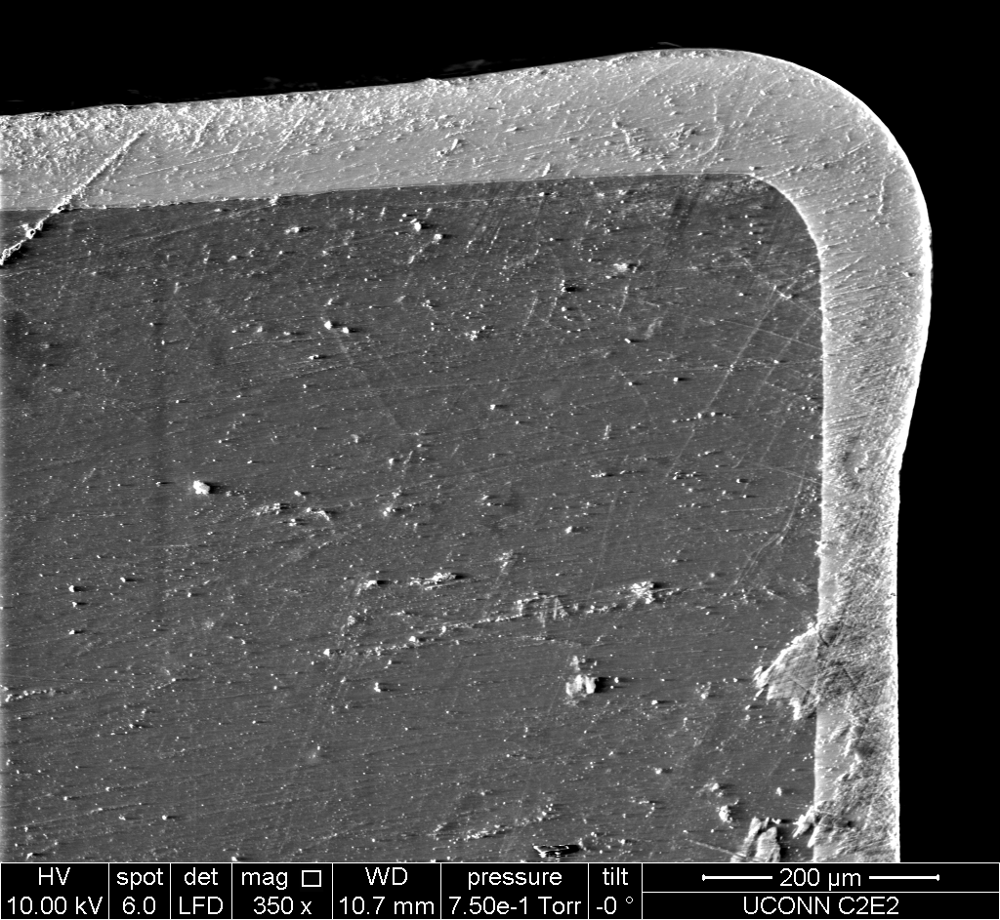 HV spot det mag □ WD pressure tilt 200 µm
10.00 kV 6.0 LFD 350 x 10.7 mm 7.50e-1 Torr -0 ° UCONN C2E2